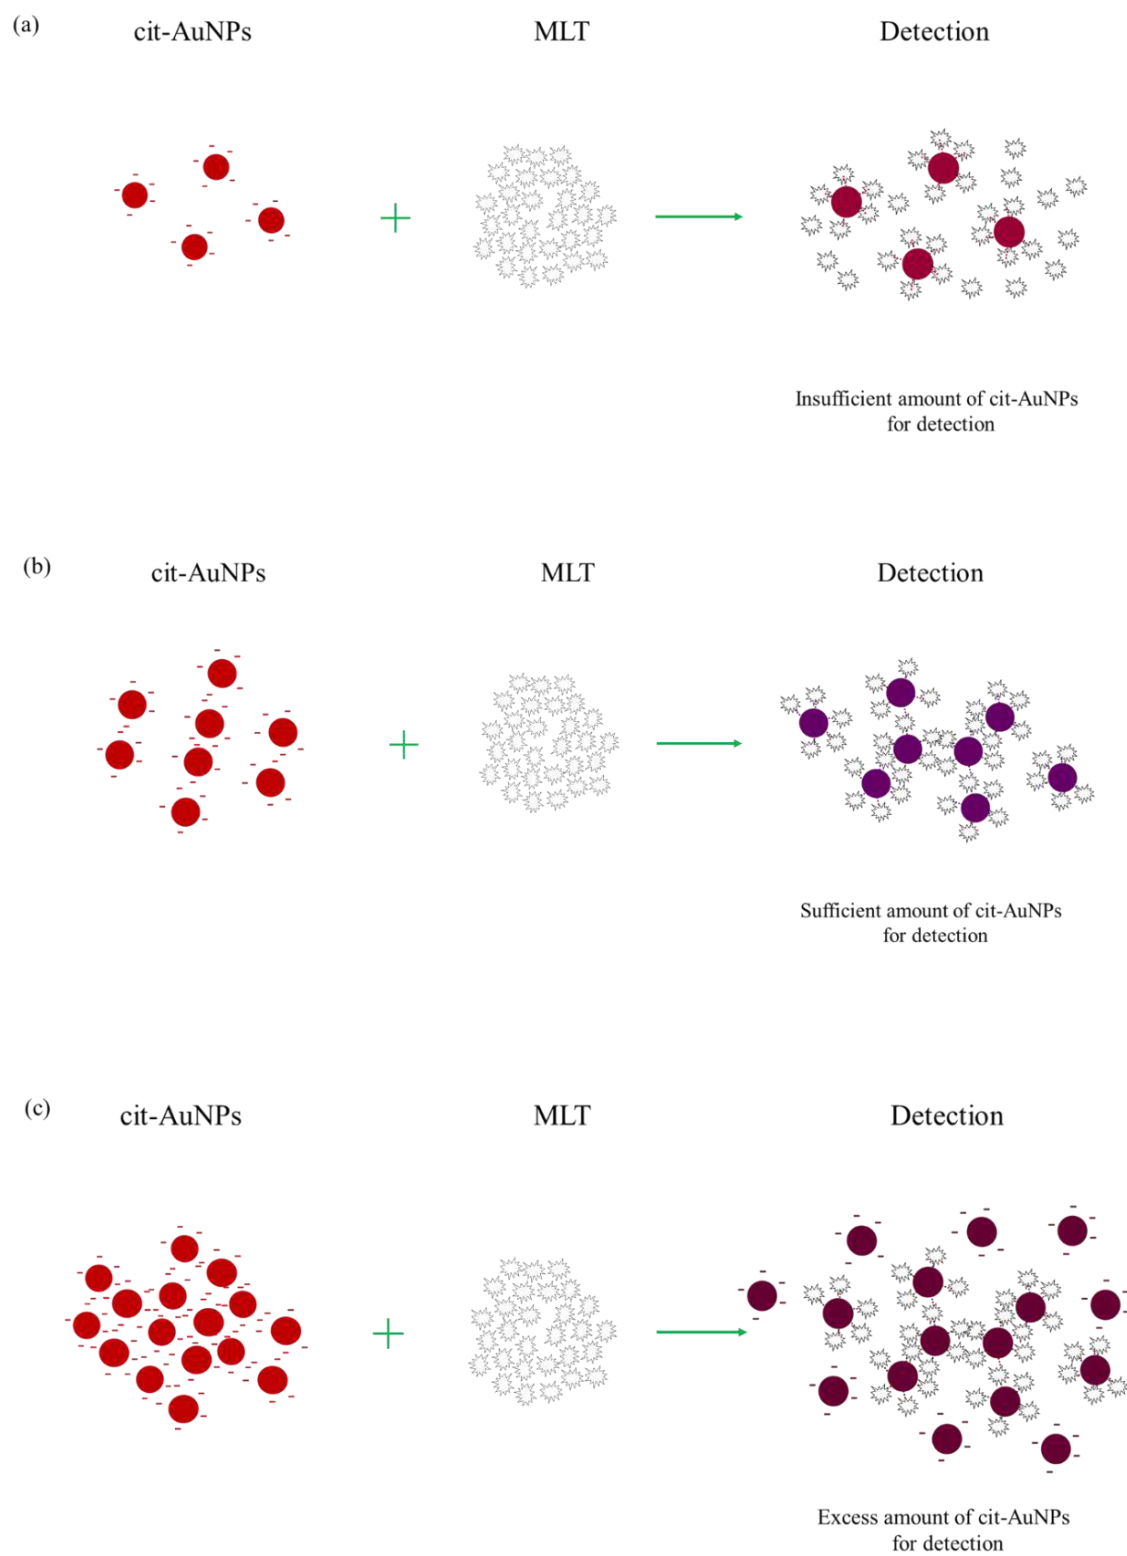 (a)
cit-AuNPs
MLT
Detection
Insufficient amount of cit-AuNPs
for detection
(b)
cit-AuNPs
MLT
Detection
Sufficient amount of cit-AuNPs
for detection
(c)
cit-AuNPs
MLT
Detection
Excess amount of cit-AuNPs
for detection